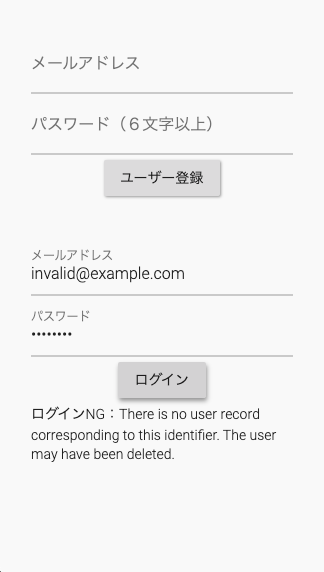 メールアドレス
パスワード（６文字以上）
ユーザー登録
メールアドレス
invalid@example.com
パスワード
••••••••
ログイン
ログインNG：There is no user record
corresponding to this identifier. The user
may have been deleted.